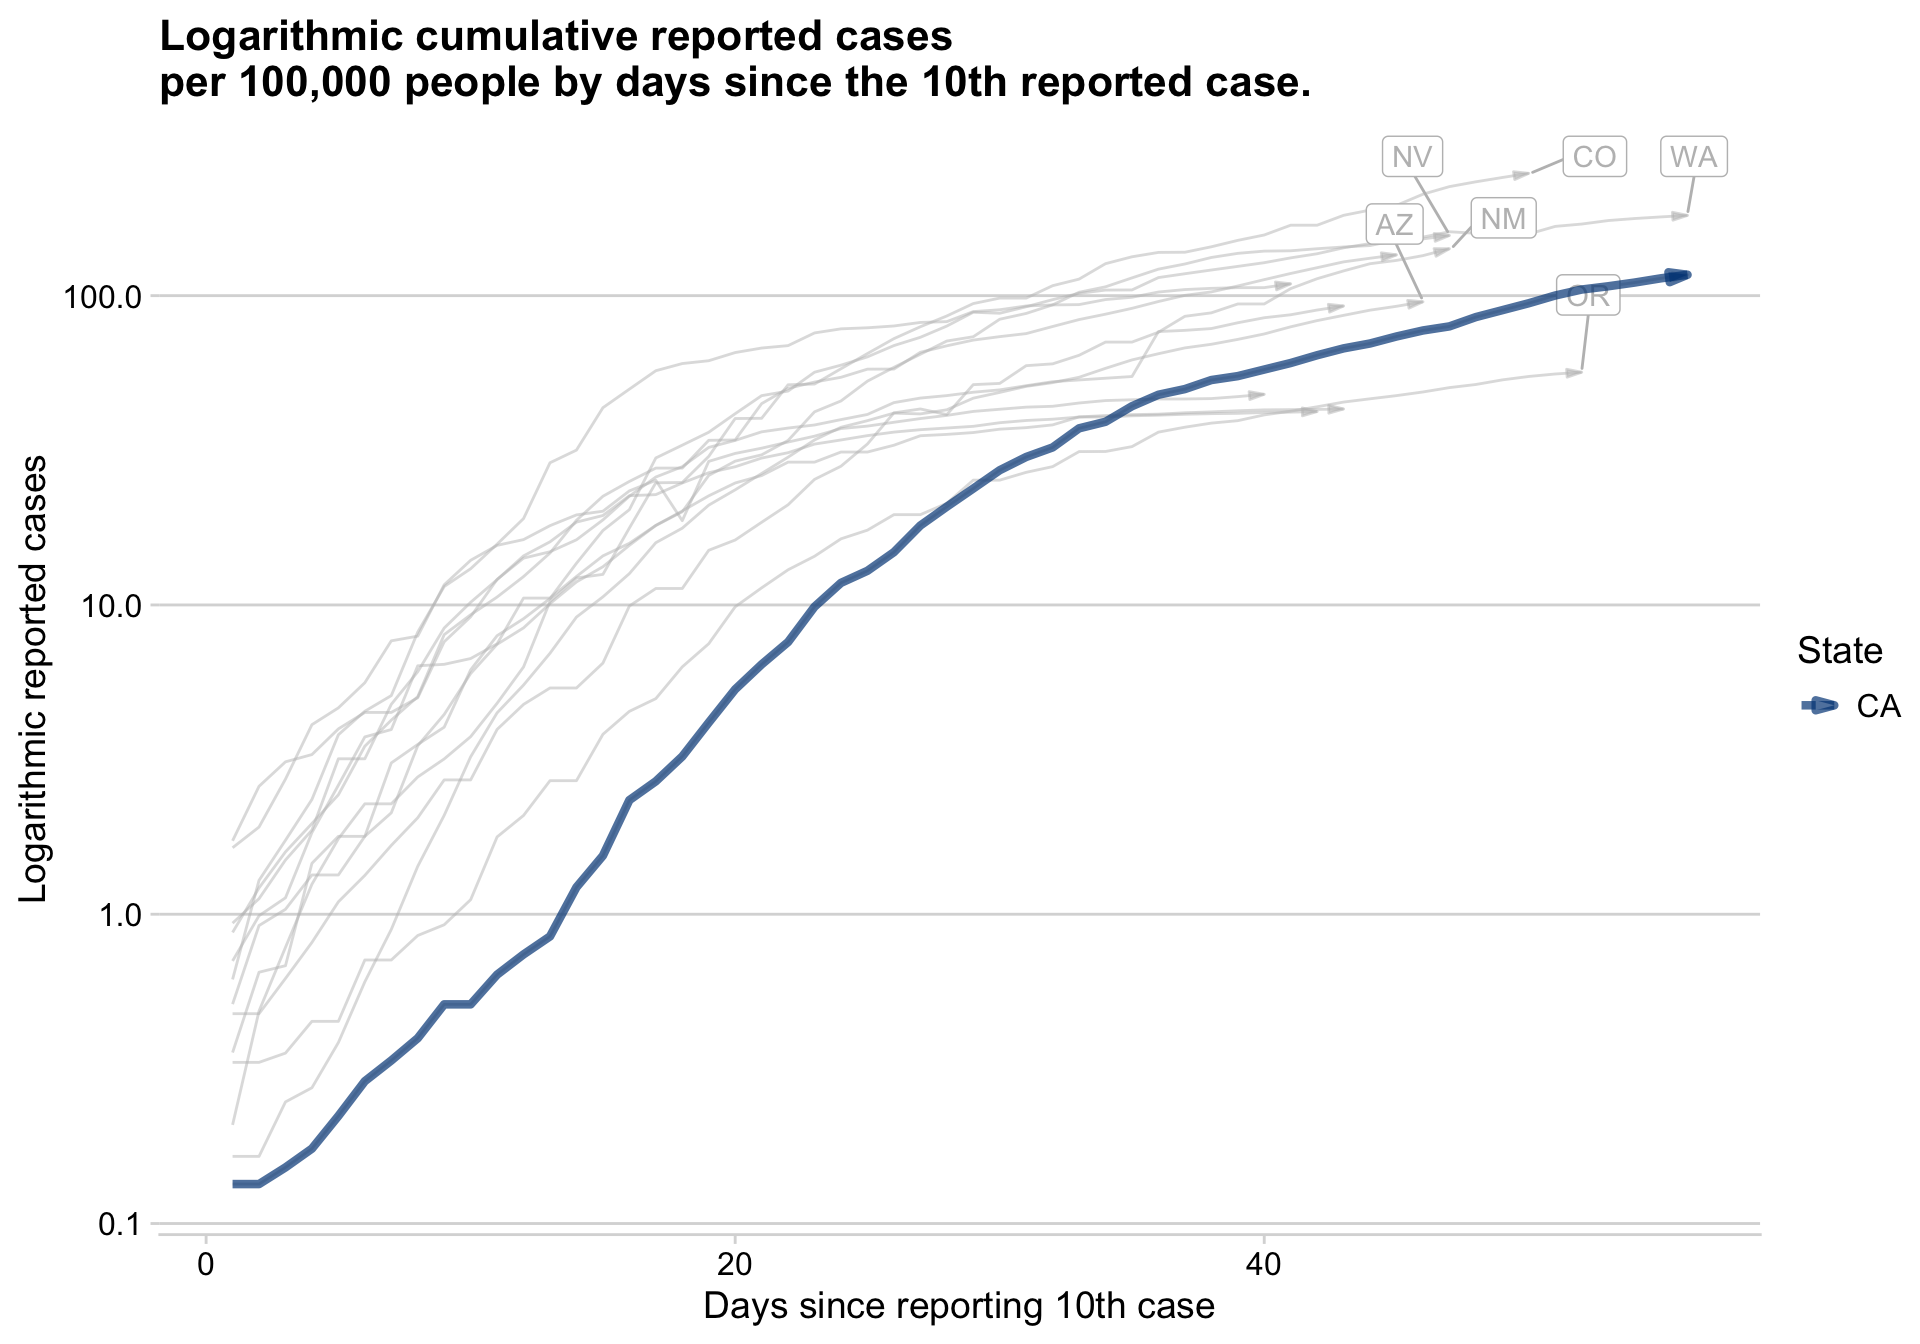 Logarithmic cumulative reported cases
per 100,000 people by days since the 10th reported case.
NV
CO
WA
AZ
NM
OR
100.0
10.0
1.0
0.1
Logarithmic reported cases
0
20
40
Days since reporting 10th case
State
CA